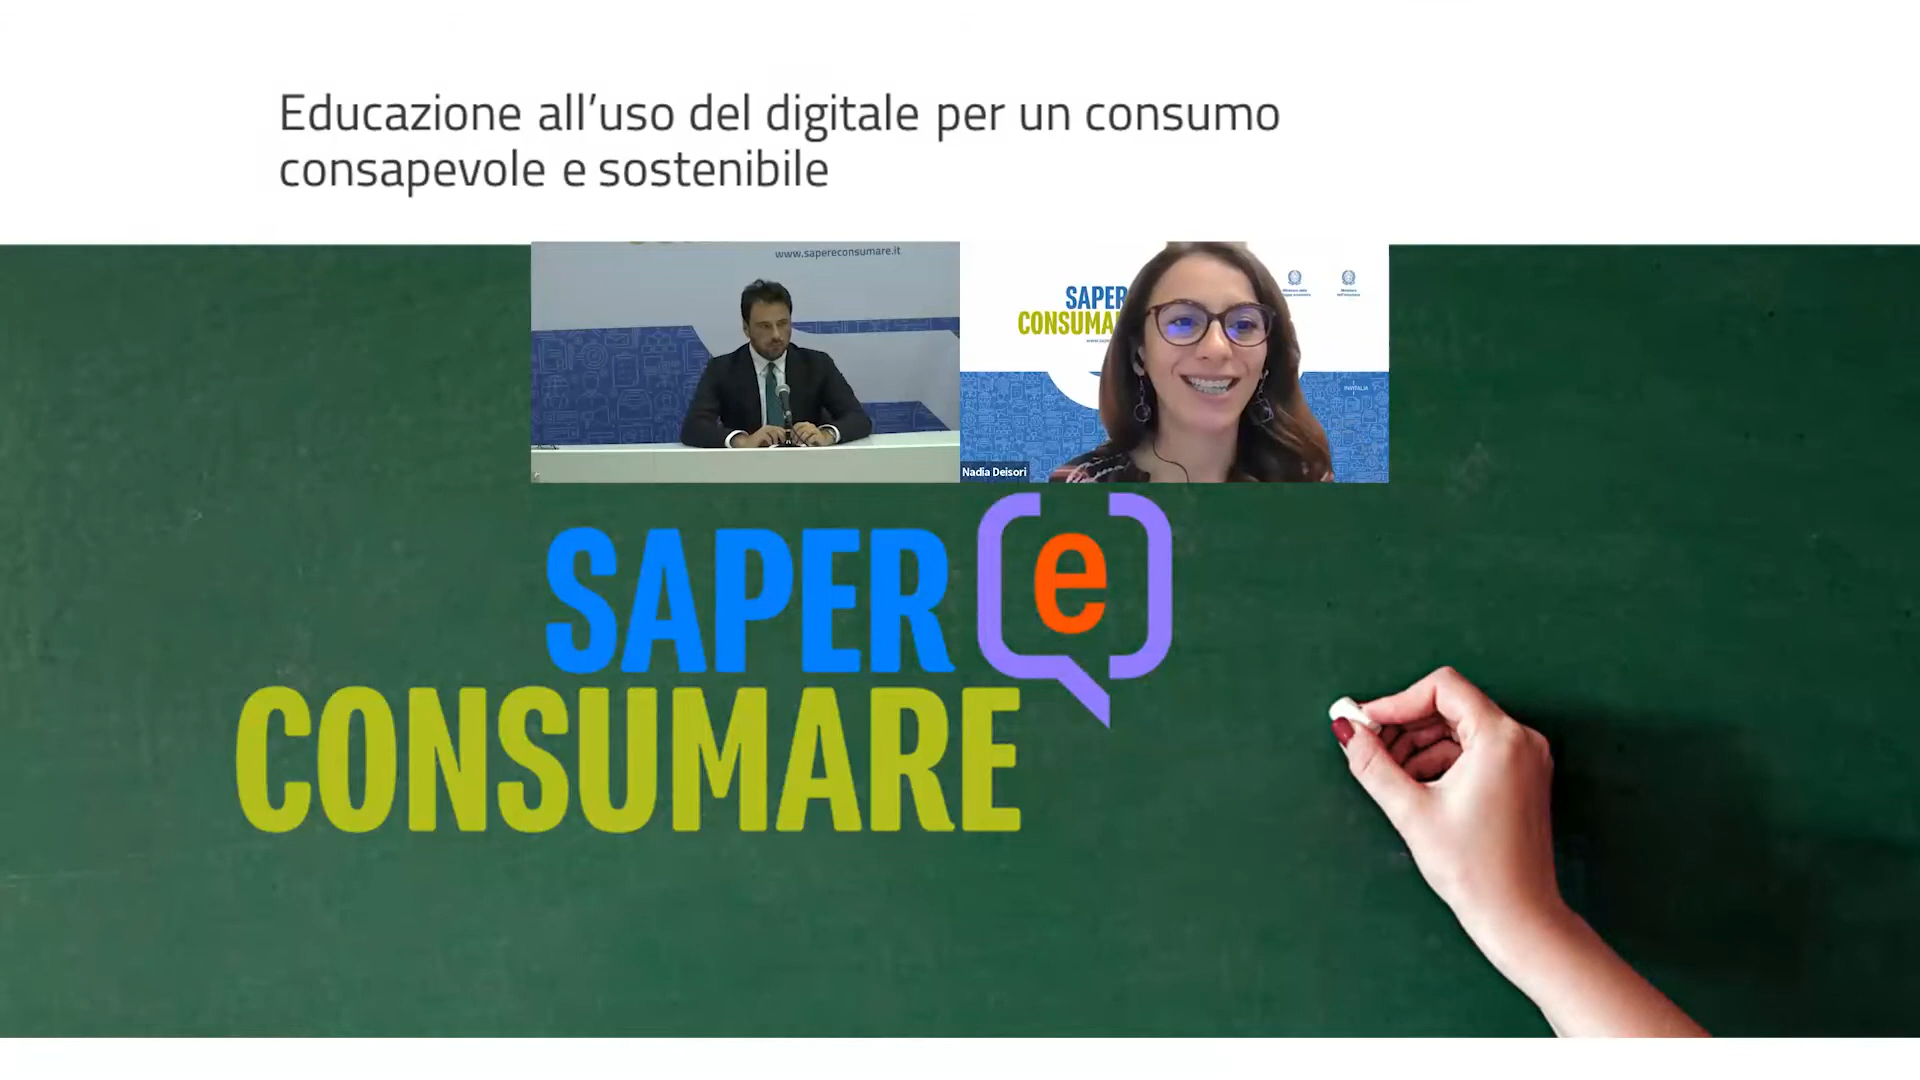 Educazione all’uso del digitale per un consumo
consapevole e sostenibile
www.sapereconsumare.it
SAPER
CONSUMA
Nadia Deisori
SAPER e
CONSUMARE